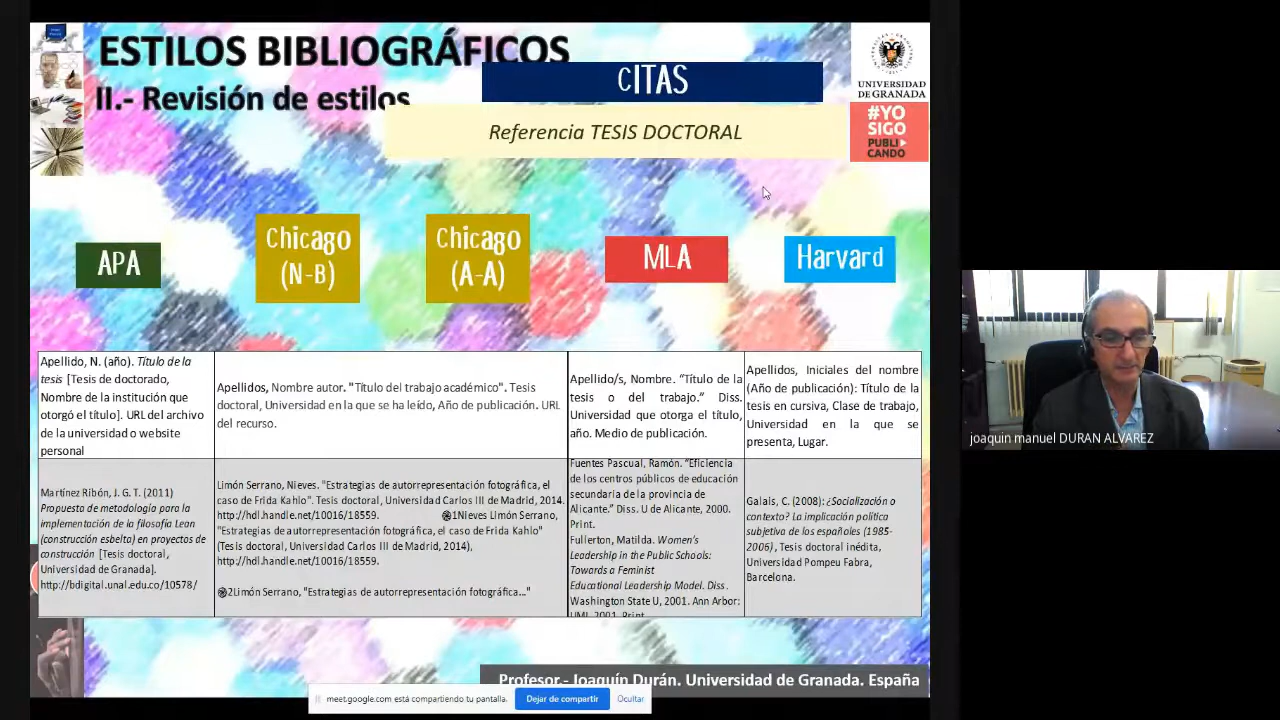 ESTILOS BIBLIOGRÁFICOS
II.- Revisión de estilos
CITAS
Referencia TESIS DOCTORAL
UNIVERSIDAD
DE GRANADA
#YO
SIGO
PUBLI
CANDO
APA
Chicago
(N-B)
Chicago
(A-A)
MLA
Harvard
Apellido, N. (año). Título de la
tesis [Tesis de doctorado,
Nombre de la institución que
otorgó el título]. URL del archivo
de la universidad o website
personal
Apellidos, Nombre autor. "Título del trabajo académico". Tesis
doctoral, Universidad en la que se ha leído, Año de publicación. URL
del recurso.
Apellido/s, Nombre. “Título de la
tesis o del trabajo.” Diss.
Universidad que otorga el título,
año. Medio de publicación.
Apellidos, Iniciales del nombre
(Año de publicación): Título de la
tesis en cursiva, Clase de trabajo,
Universidad en la que se
presenta, Lugar.
Martínez Ribón, J. G. T. (2011)
Propuesta de metodología para la
implementación de la filosofía Lean
(construcción esbelta) en proyectos de
construcción [Tesis doctoral,
Universidad de Granada].
http://bdigital.unal.edu.co/10578/
Limón Serrano, Nieves. "Estrategias de autorrepresentación fotográfica, el
caso de Frida Kahlo". Tesis doctoral, Universidad Carlos III de Madrid, 2014.
http://hdl.handle.net/10016/18559. 1Nieves Limón Serrano,
"Estrategias de autorrepresentación fotográfica, el caso de Frida Kahlo"
(Tesis doctoral, Universidad Carlos III de Madrid, 2014),
http://hdl.handle.net/10016/18559.
2Limón Serrano, "Estrategias de autorrepresentación fotográfica..."
Fuentes Pascual, Ramón. “Eficiencia
de los centros públicos de educación
secundaria de la provincia de
Alicante.” Diss. U de Alicante, 2000.
Print.
Fullerton, Matilda. Women’s
Leadership in the Public Schools:
Towards a Feminist
Educational Leadership Model. Diss.
Washington State U, 2001. Ann Arbor:
UMI, 2001. Print
Galais, C. (2008): ¿Socialización o
contexto? La implicación política
subjetiva de los españoles (1985-
2006), Tesis doctoral inédita,
Universidad Pompeu Fabra,
Barcelona.
Profesor.- Joaquín Durán. Universidad de Granada. España
meet.google.com está compartiendo tu pantalla.
Dejar de compartir
Ocultar
joaquin manuel DURAN ALVAREZ